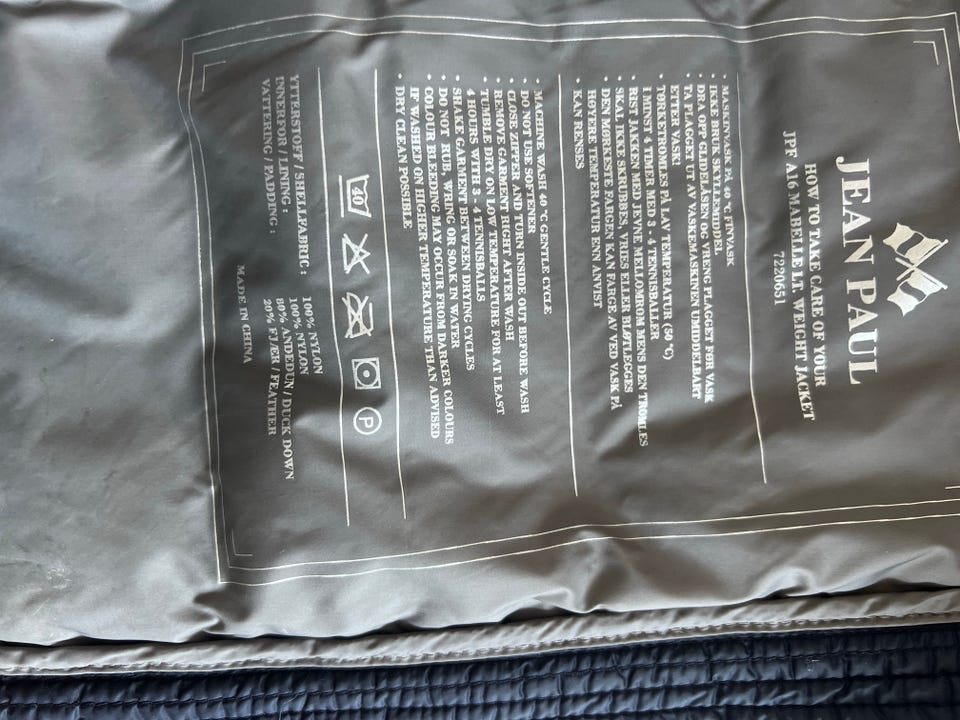 JEAN PAUL
HOW TO TAKE CARE OF YOUR
JPF A16 MABELLE LT. WEIGHT JACKET
7220651
• MASKINVASK PÅ 40 °C FINVASK
• IKKE BRUK SKYLLEMIDDEL
• DRA OPP GLIDELÅSEN OG VRENG PLAGGET FØR VASK
• TA PLAGGET UT AV VASKEMASKINEN UMIDDELBART
ETTER VASK!
• TØRKETROMLES PÅ LAV TEMPERATUR (50 °C)
I MINST 4 TIMER MED 3 - 4 TENNISBALLER
• RIST JAKKEN MED JEVNE MELLOMROM MENS DEN TROMLES
• SKAL IKKE SKRUBBES, VRIES ELLER BLØTLEGGES
• DEN MØRKESTE FARGEN KAN FARGE AV VED VASK PÅ
HØYERE TEMPERATUR ENN ANVIST
• KAN RENSES
• MACHINE WASH 40 °C GENTLE CYCLE
• DO NOT USE SOFTENER
• CLOSE ZIPPER AND TURN INSIDE OUT BEFORE WASH
• REMOVE GARMENT RIGHT AFTER WASH
• TUMBLE DRY ON LOW TEMPERATURE FOR AT LEAST
4 HOURS WITH 3 - 4 TENNISBALLS
• SHAKE GARMENT BETWEEN DRYING CYCLES
• DO NOT RUB, WRING OR SOAK IN WATER
• COLOUR BLEEDING MAY OCCUR FROM DARKER COLOURS
IF WASHED ON HIGHER TEMPERATURE THAN ADVISED
• DRY CLEAN POSSIBLE
40 P
YTTERSTOFF / SHELLFABRIC : 100% NYLON
INNERFOR / LINING : 100% NYLON
VATTERING / PADDING : 80% ANDEDUN / DUCK DOWN
20% FJÆR / FEATHER
MADE IN CHINA